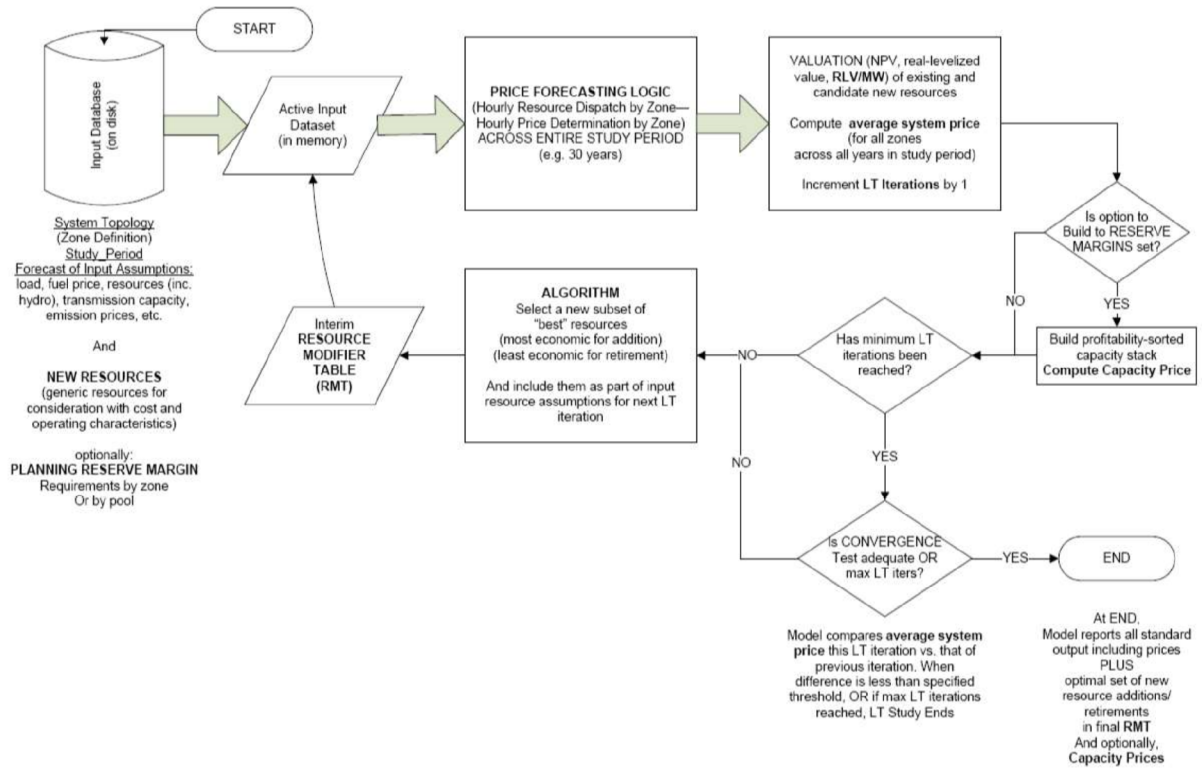 START
Input Database
(on disk)
Active Input
Dataset
(in memory)
PRICE FORECASTING LOGIC
(Hourly Resource Dispatch by Zone—
Hourly Price Determination by Zone)
ACROSS ENTIRE STUDY PERIOD
(e.g. 30 years)
VALUATION (NPV, real-levelized
value, RLV/MW) of existing and
candidate new resources
Compute average system price
(for all zones
across all years in study period)
Increment LT Iterations by 1
System Topology
(Zone Definition)
Study_Period
Forecast of Input Assumptions:
load, fuel price, resources (inc.
hydro), transmission capacity,
emission prices, etc.
And
NEW RESOURCES
(generic resources for
consideration with cost and
operating characteristics)
optionally:
PLANNING RESERVE MARGIN
Requirements by zone
Or by pool
Is option to
Build to RESERVE
MARGINS set?
NO
YES
Build profitability-sorted
capacity stack
Compute Capacity Price
Has minimum LT
iterations been
reached?
NO
ALGORITHM
Select a new subset of
"best" resources
(most economic for addition)
(least economic for retirement)
And include them as part of input
resource assumptions for next LT
iteration
Interim
RESOURCE
MODIFIER
TABLE
(RMT)
YES
NO
Is CONVERGENCE
Test adequate OR
max LT iters?
YES
END
Model compares average system
price this LT iteration vs. that of
previous iteration. When
difference is less than specified
threshold, OR if max LT iterations
reached, LT Study Ends
At END,
Model reports all standard
output including prices
PLUS
optimal set of new
resource additions/
retirements
in final RMT
And optionally,
Capacity Prices